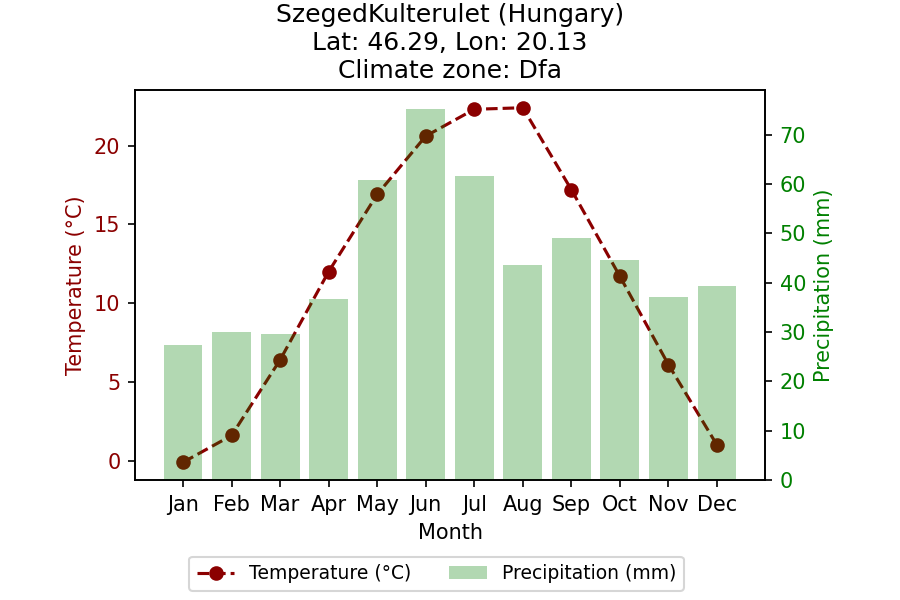 SzegedKulterulet (Hungary)
Lat: 46.29, Lon: 20.13
Climate zone: Dfa
20
15
10
5
0
Temperature (°C)
70
60
50
40
30
20
10
0
Precipitation (mm)
Jan Feb Mar Apr May Jun Jul Aug Sep Oct Nov Dec
Month
Temperature (°C) Precipitation (mm)